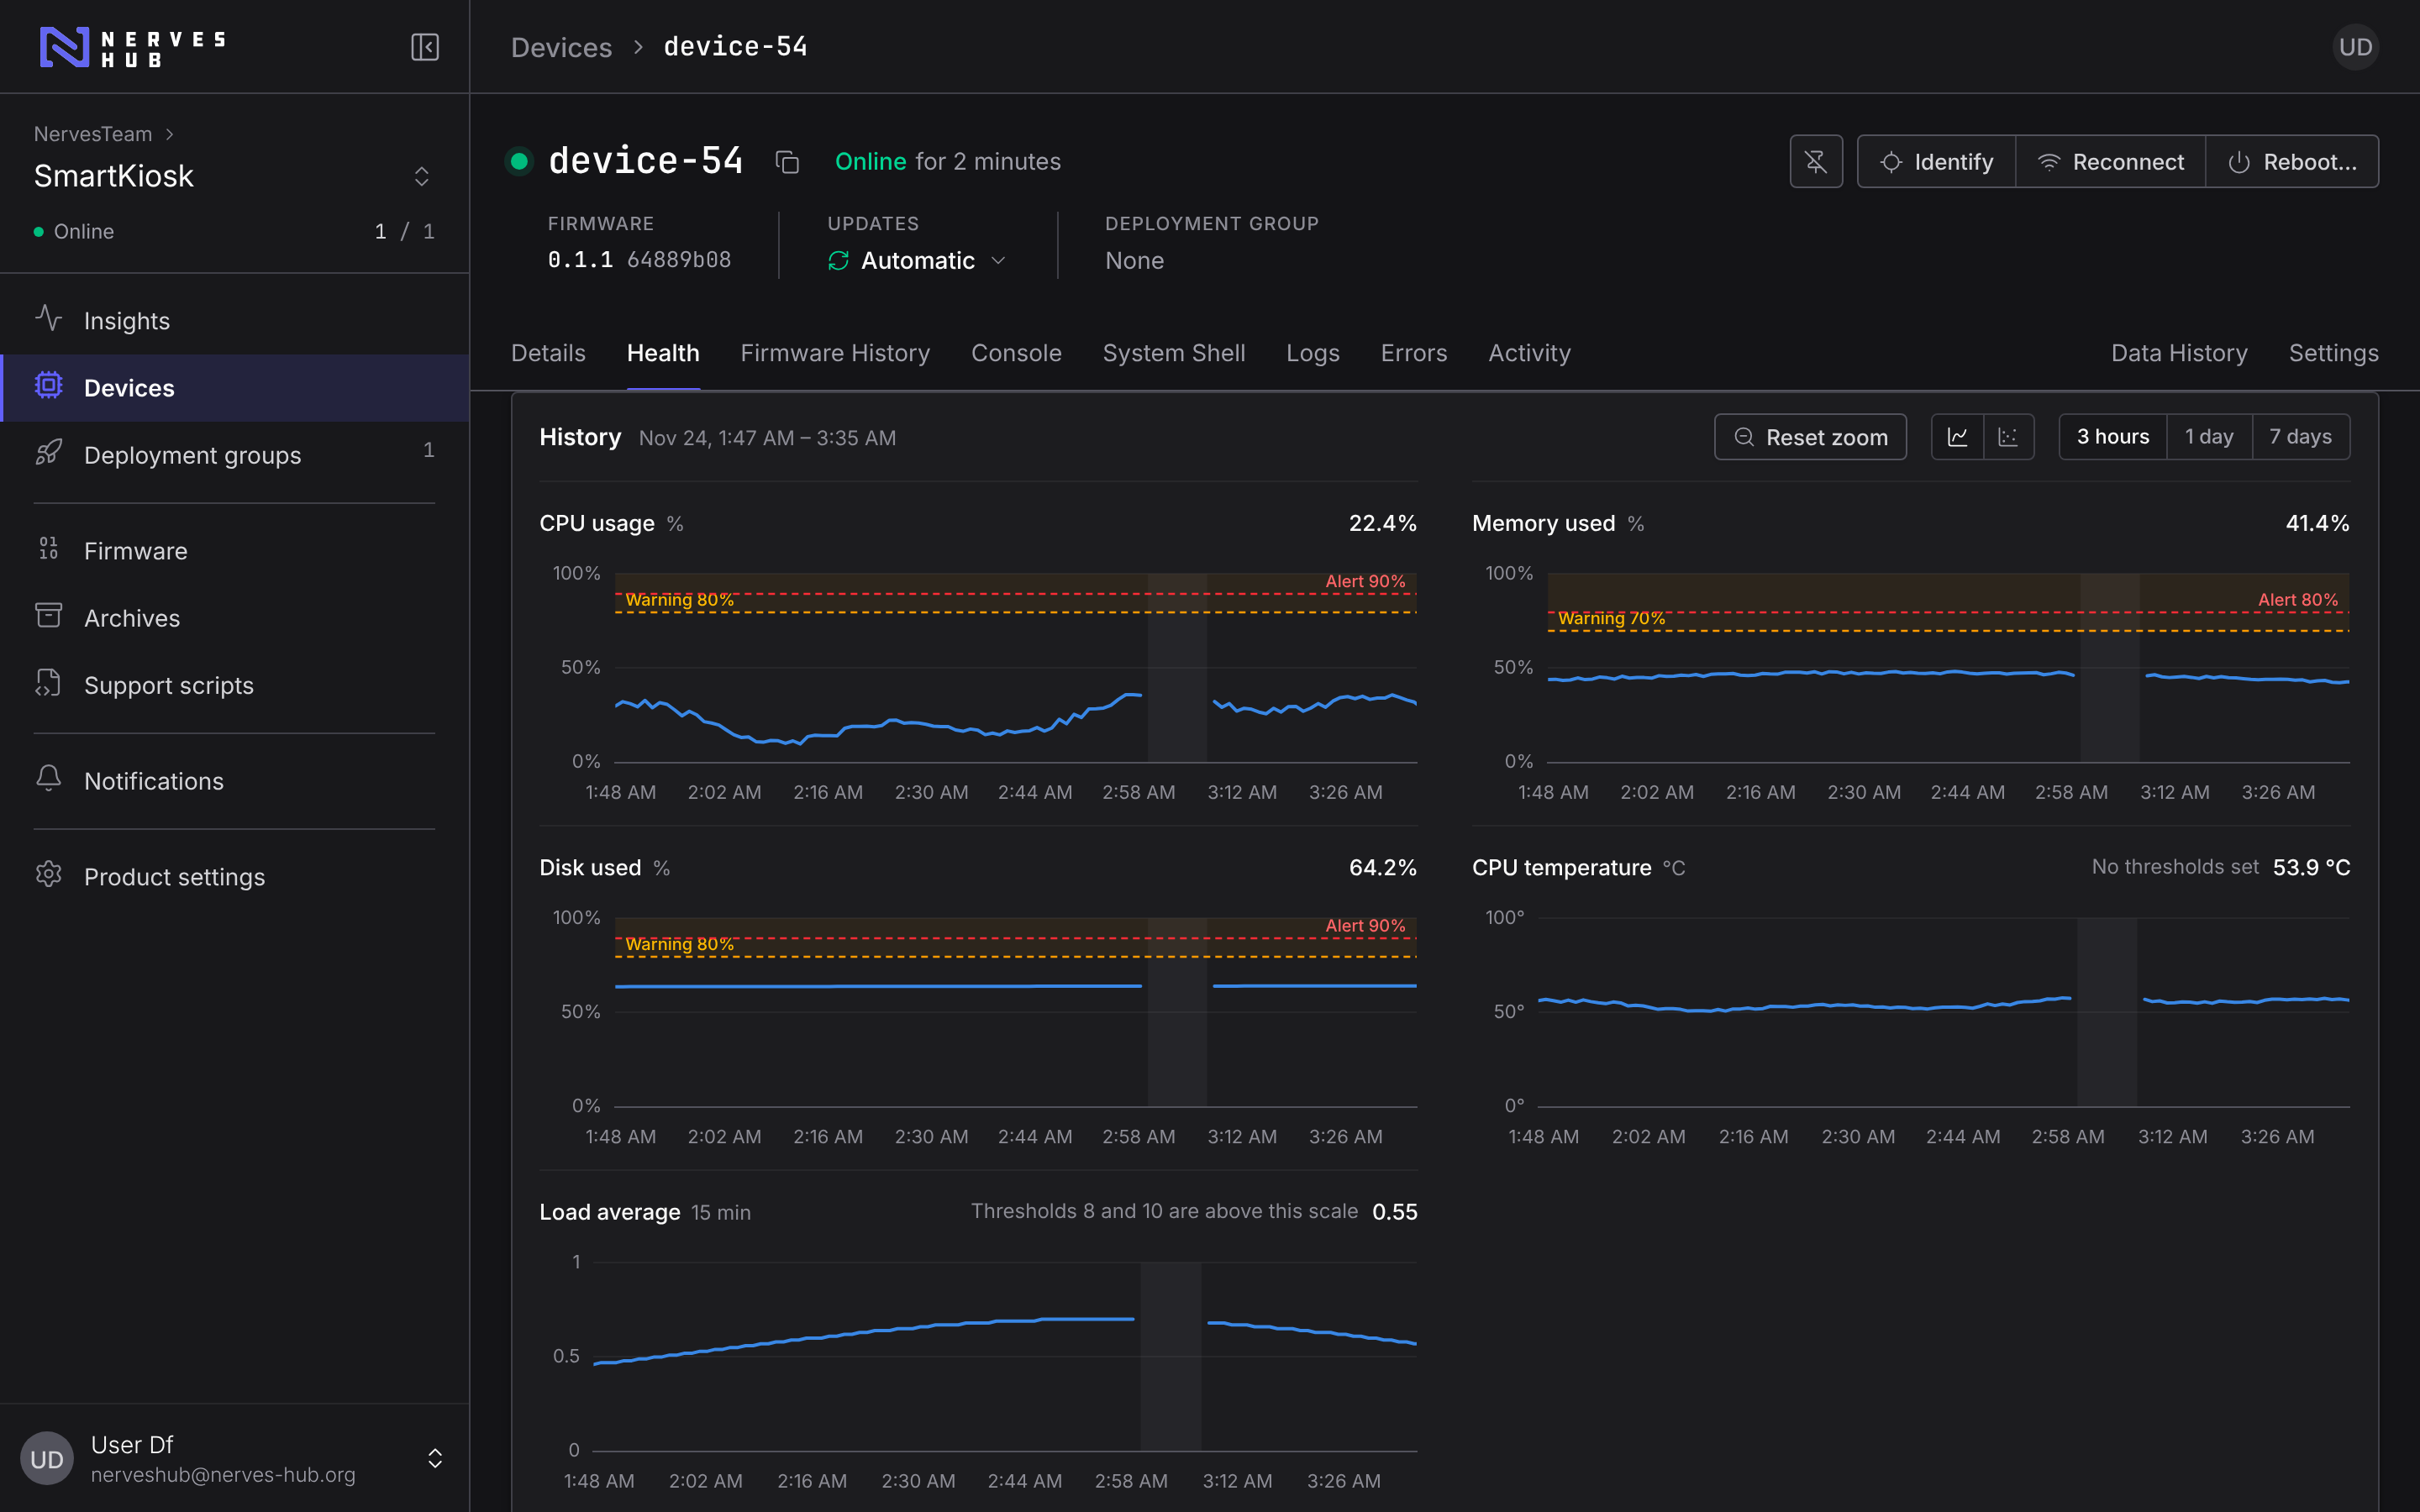 NERVES
HUB
Devices > device-54
UD
NervesTeam >
SmartKiosk
Online 1 / 1
Insights
Devices
Deployment groups 1
Firmware
Archives
Support scripts
Notifications
Product settings
UD
User Df
nerveshub@nerves-hub.org
device-54 Online for 2 minutes
Identify Reconnect Reboot...
FIRMWARE
0.1.1 64889b08
UPDATES
Automatic
DEPLOYMENT GROUP
None
Details Health Firmware History Console System Shell Logs Errors Activity Data History Settings
History Nov 24, 1:47 AM – 3:35 AM Reset zoom 3 hours 1 day 7 days
CPU usage % 22.4%
100%
Alert 90%
Warning 80%
50%
0%
1:48 AM 2:02 AM 2:16 AM 2:30 AM 2:44 AM 2:58 AM 3:12 AM 3:26 AM
Memory used % 41.4%
100%
Alert 80%
Warning 70%
50%
0%
1:48 AM 2:02 AM 2:16 AM 2:30 AM 2:44 AM 2:58 AM 3:12 AM 3:26 AM
Disk used % 64.2%
100%
Alert 90%
Warning 80%
50%
0%
1:48 AM 2:02 AM 2:16 AM 2:30 AM 2:44 AM 2:58 AM 3:12 AM 3:26 AM
CPU temperature °C No thresholds set 53.9 °C
100°
50°
0°
1:48 AM 2:02 AM 2:16 AM 2:30 AM 2:44 AM 2:58 AM 3:12 AM 3:26 AM
Load average 15 min Thresholds 8 and 10 are above this scale 0.55
1
0.5
0
1:48 AM 2:02 AM 2:16 AM 2:30 AM 2:44 AM 2:58 AM 3:12 AM 3:26 AM